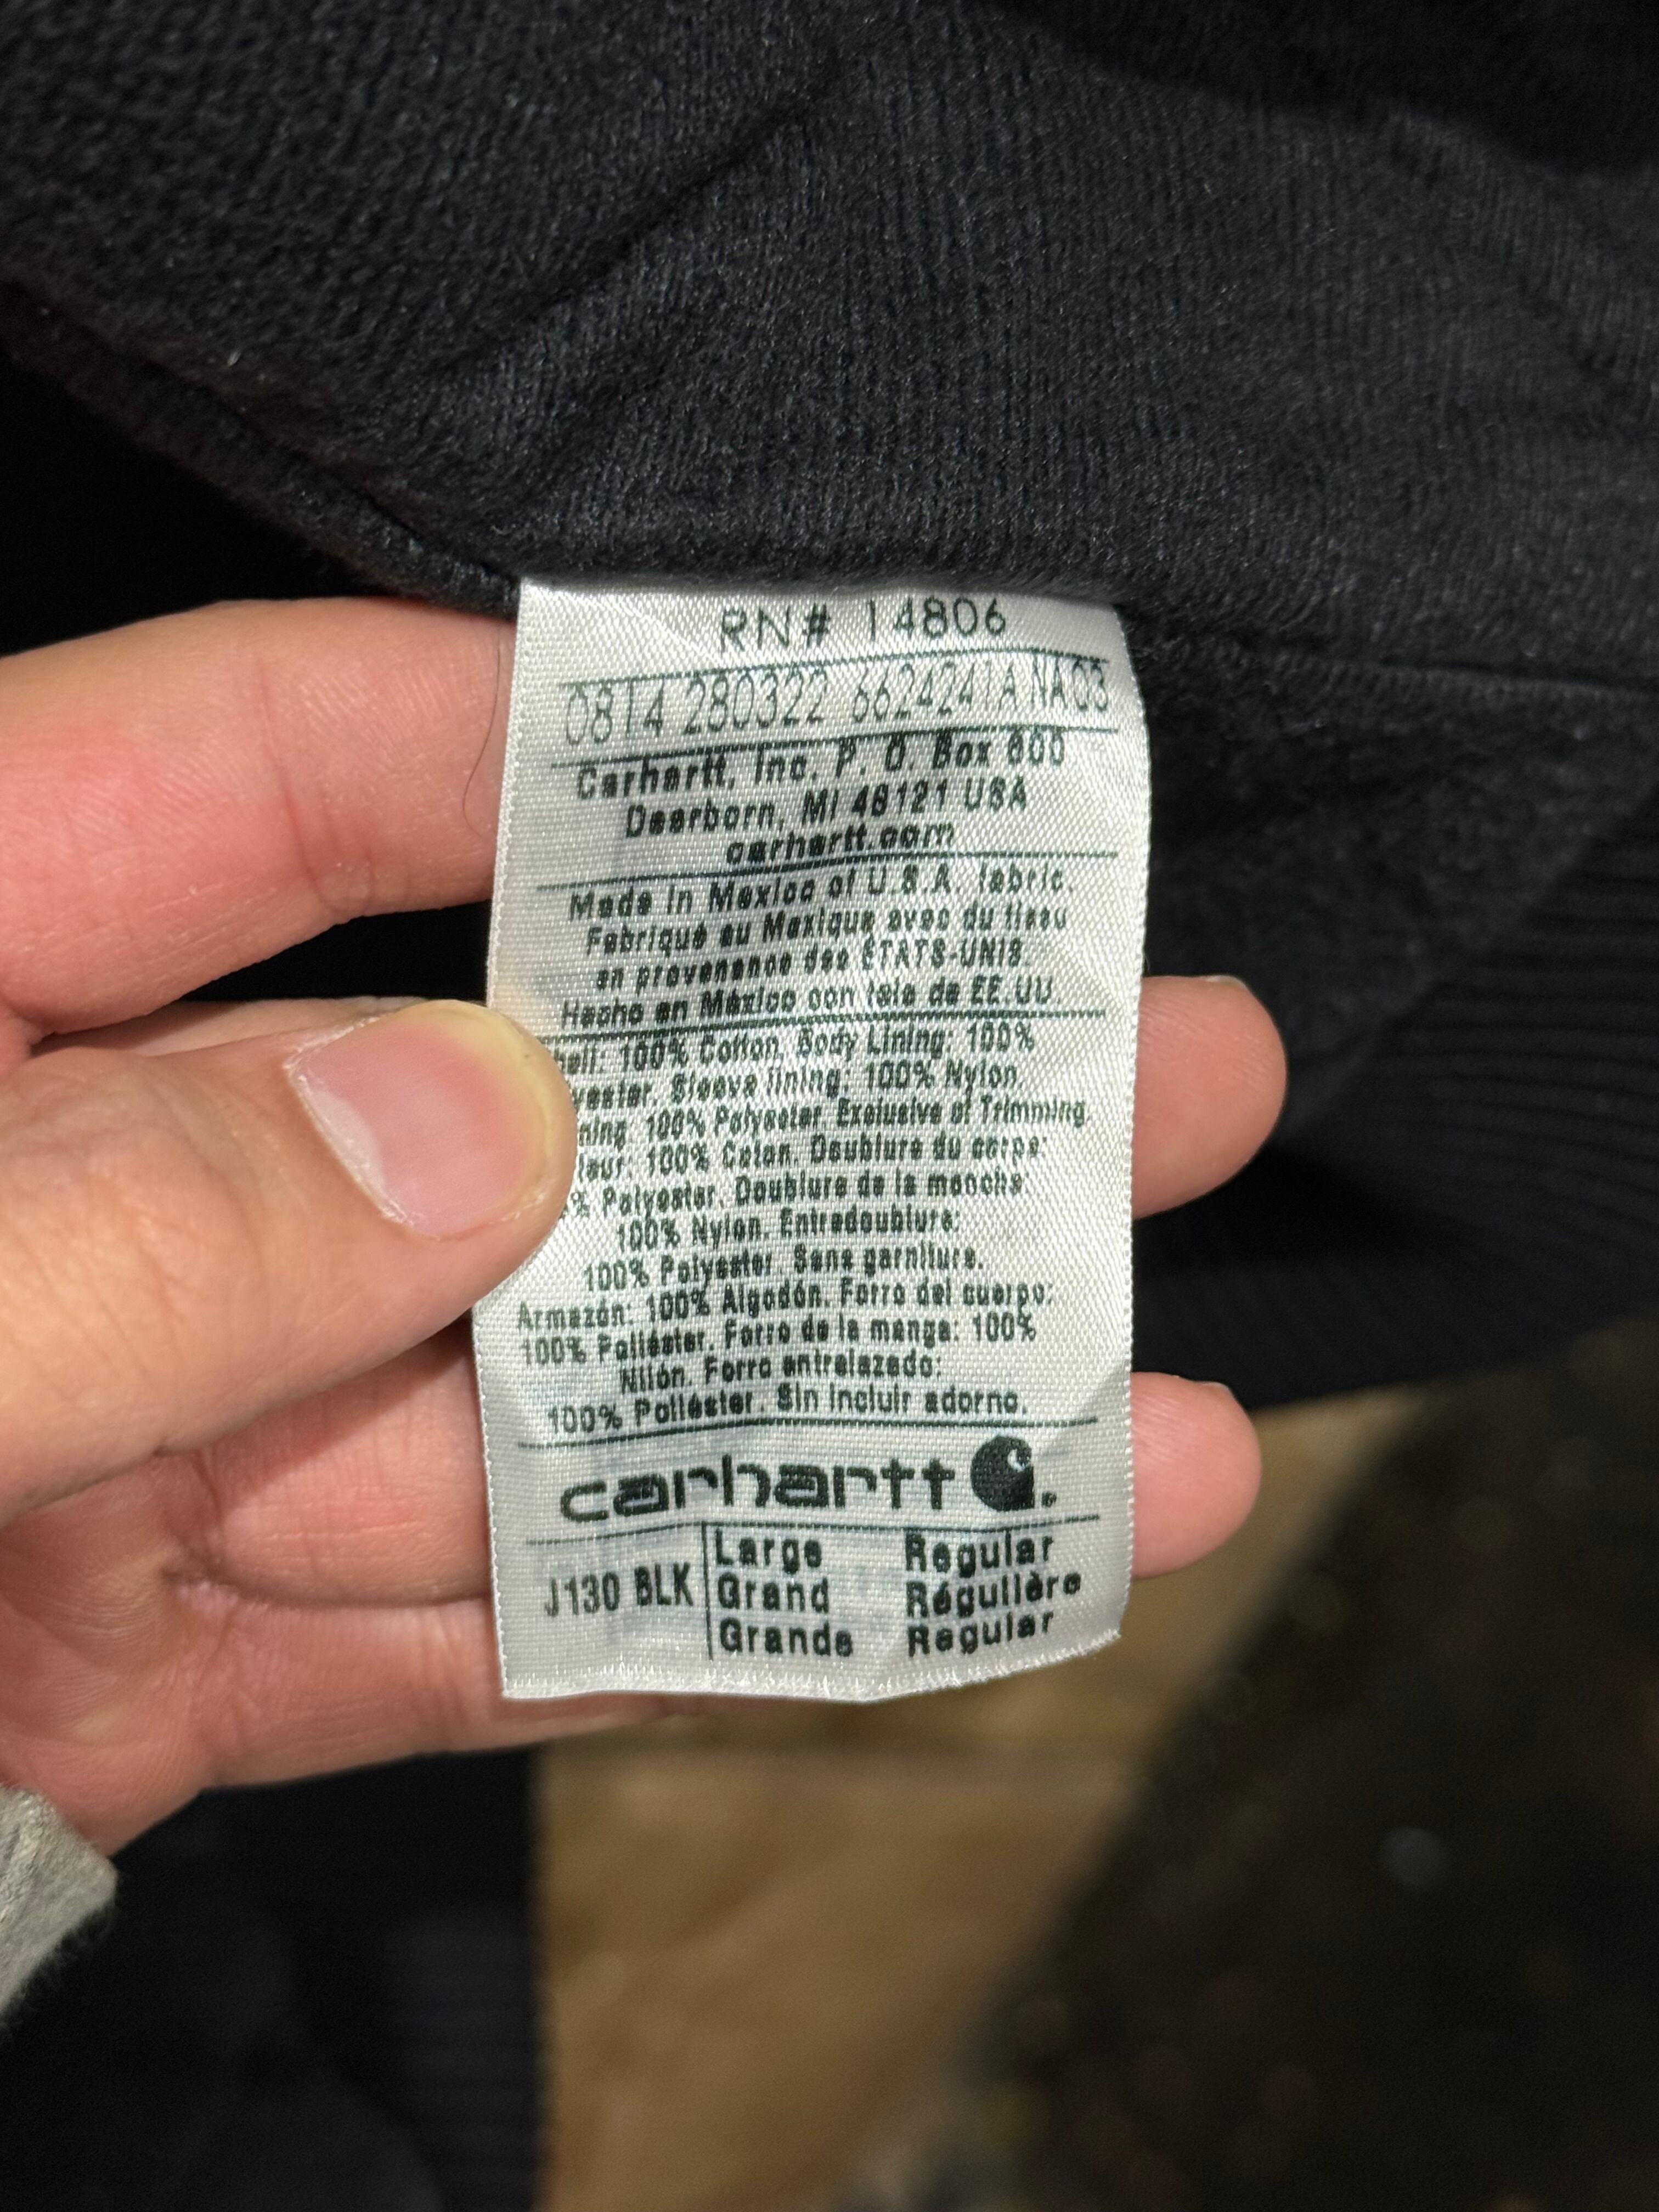 RN# 14806
0814 280322 6624241A NA03
Carhartt, Inc. P. O. Box 600
Dearborn, MI 48121 USA
carhartt.com
Made in Mexico of U.S.A. fabric.
Fabriqué au Mexique avec du tissu
en provenance des ÉTATS-UNIS.
Hecho en México con tela de EE.UU.
100% Cotton. Body Lining: 100%
Sleeve lining: 100% Nylon.
100% Polyester. Exclusive of Trimming
100% Coton. Doublure du corps:
% Polyester. Doublure de la manche:
100% Nylon. Entredoublure:
100% Polyester. Sans garniture.
Armazón: 100% Algodón. Forro del cuerpo:
100% Poliéster. Forro de la manga: 100%
Nilón. Forro entrelazado:
100% Poliéster. Sin incluir adorno.
carhartt
J130 BLK
Large Regular
Grand Régulière
Grande Regular